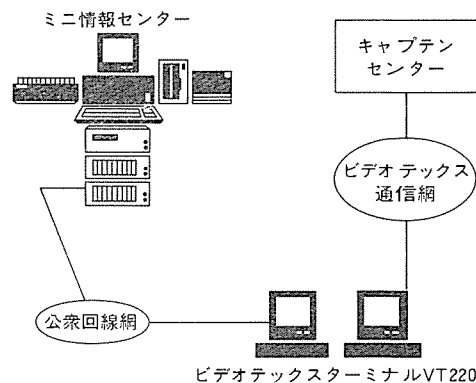 ミニ情報センター
キャプテン
センター
ビデオテックス
通信網
公衆回線網
ビデオテックスターミナルVT220